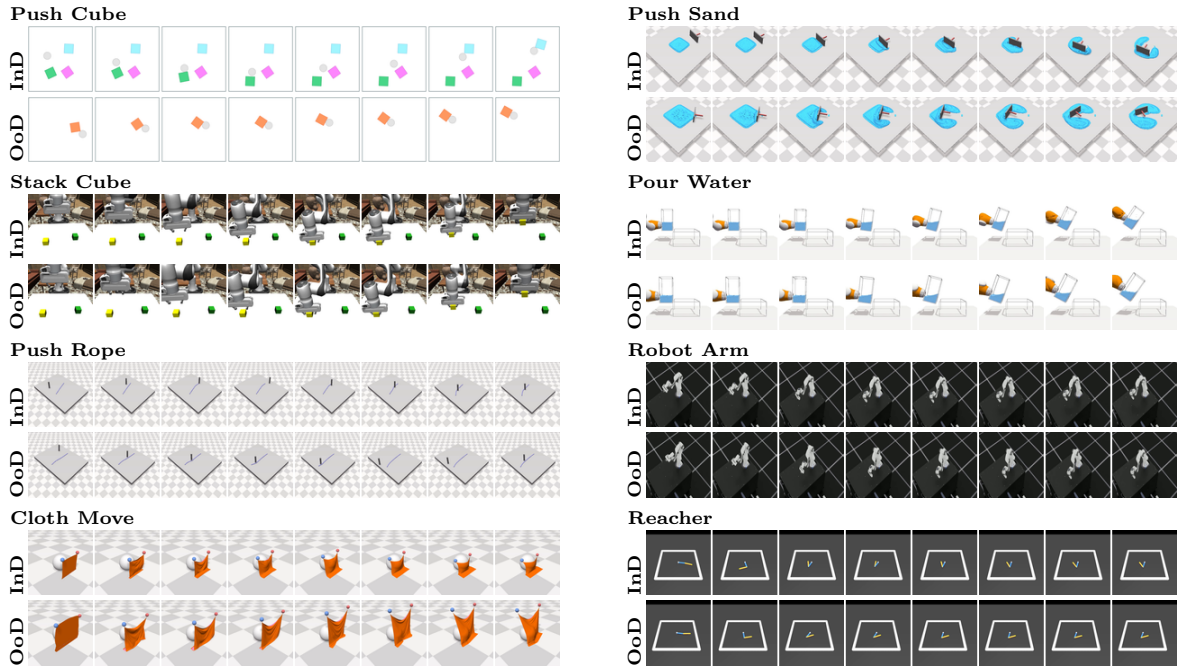 Push Cube
InD
OoD
Stack Cube
InD
OoD
Push Rope
InD
OoD
Cloth Move
InD
OoD
Push Sand
InD
OoD
Pour Water
InD
OoD
Robot Arm
InD
OoD
Reacher
InD
OoD